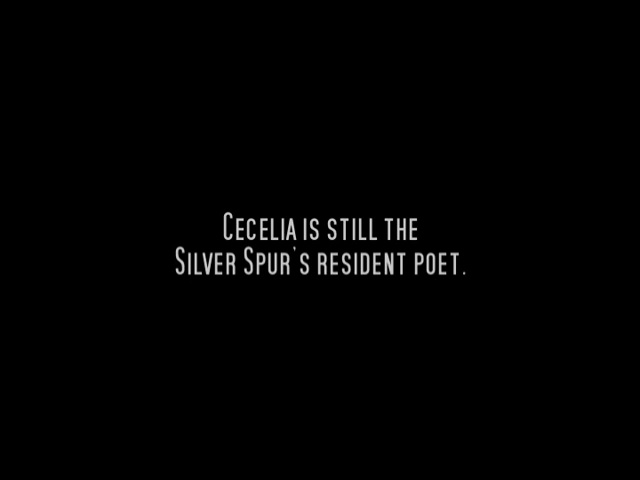 Cecelia is still the
Silver Spur's resident poet.